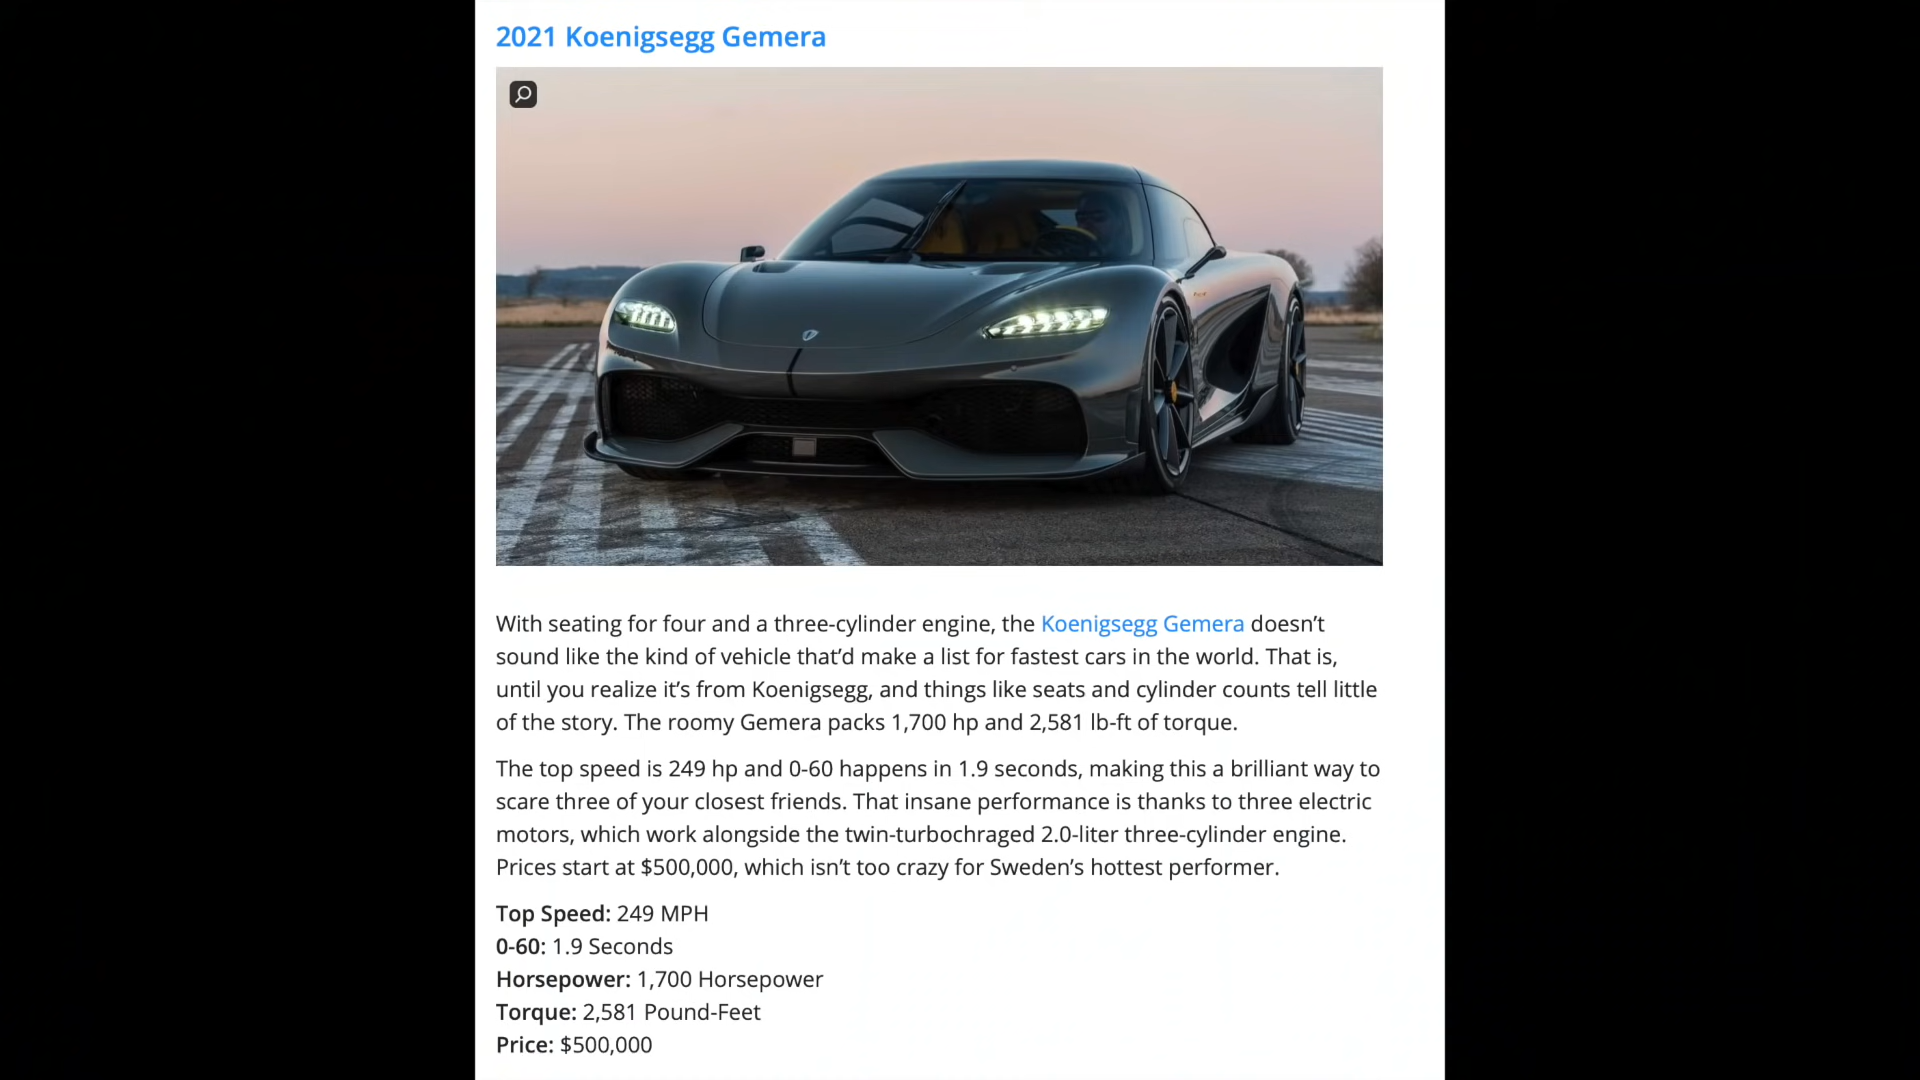 2021 Koenigsegg Gemera
With seating for four and a three-cylinder engine, the Koenigsegg Gemera doesn’t
sound like the kind of vehicle that’d make a list for fastest cars in the world. That is,
until you realize it’s from Koenigsegg, and things like seats and cylinder counts tell little
of the story. The roomy Gemera packs 1,700 hp and 2,581 lb-ft of torque.
The top speed is 249 hp and 0-60 happens in 1.9 seconds, making this a brilliant way to
scare three of your closest friends. That insane performance is thanks to three electric
motors, which work alongside the twin-turbochraged 2.0-liter three-cylinder engine.
Prices start at $500,000, which isn’t too crazy for Sweden’s hottest performer.
Top Speed: 249 MPH
0-60: 1.9 Seconds
Horsepower: 1,700 Horsepower
Torque: 2,581 Pound-Feet
Price: $500,000